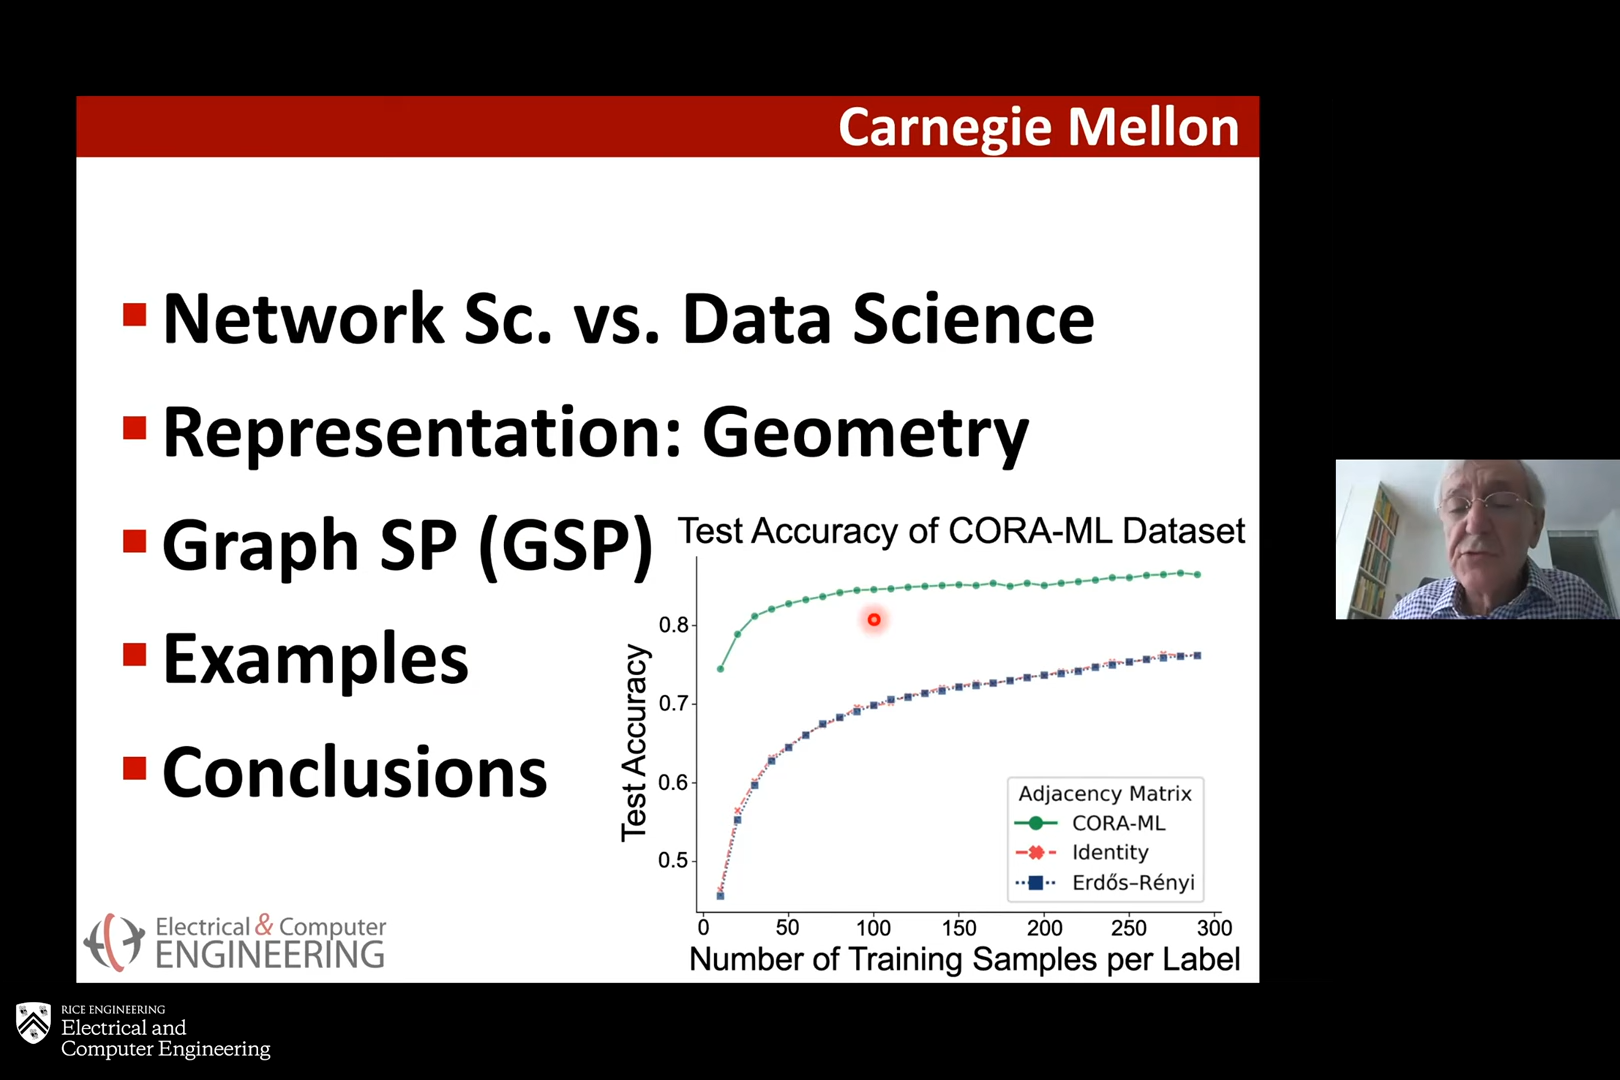 Carnegie Mellon
Network Sc. vs. Data Science
Representation: Geometry
Graph SP (GSP)
Examples
Conclusions
Test Accuracy of CORA-ML Dataset
Test Accuracy
0.8
0.7
0.6
0.5
0 50 100 150 200 250 300
Number of Training Samples per Label
Adjacency Matrix
CORA-ML
Identity
Erdős–Rényi
Electrical & Computer
ENGINEERING
RICE ENGINEERING
Electrical and
Computer Engineering